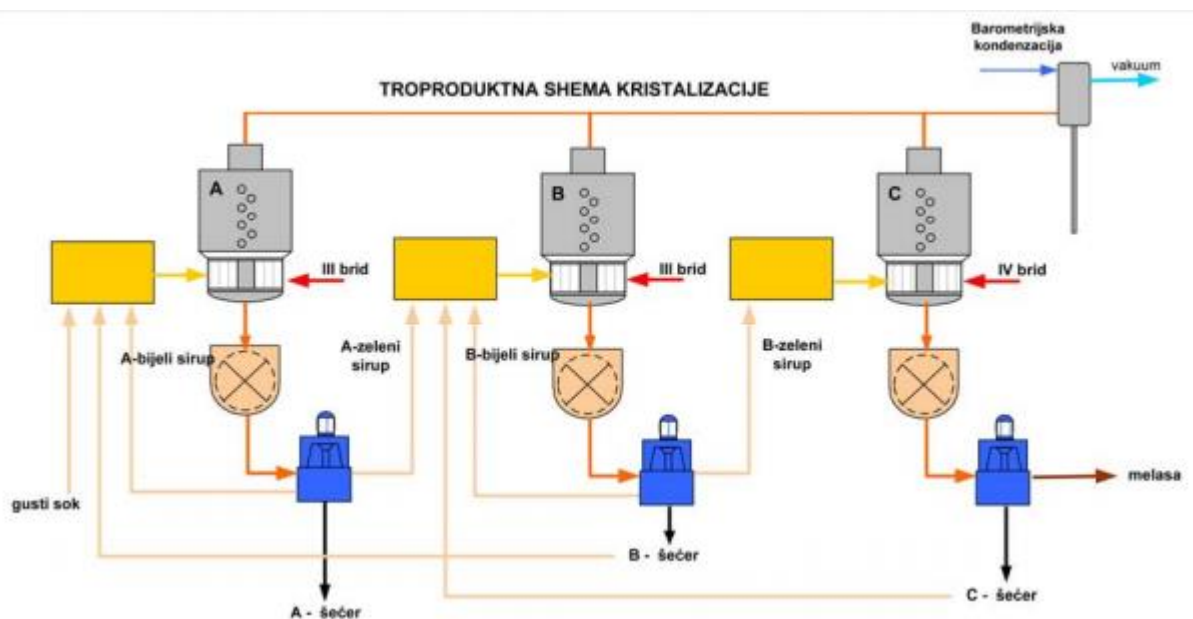 Barometrijska
kondenzacija
vakuum
TROPRODUKTNA SHEMA KRISTALIZACIJE
A
B
C
III brid
III brid
IV brid
A-bijeli sirup
A-zeleni
sirup
B-bijeli sirup
B-zeleni
sirup
gusti sok
melasa
B - šećer
C - šećer
A - šećer